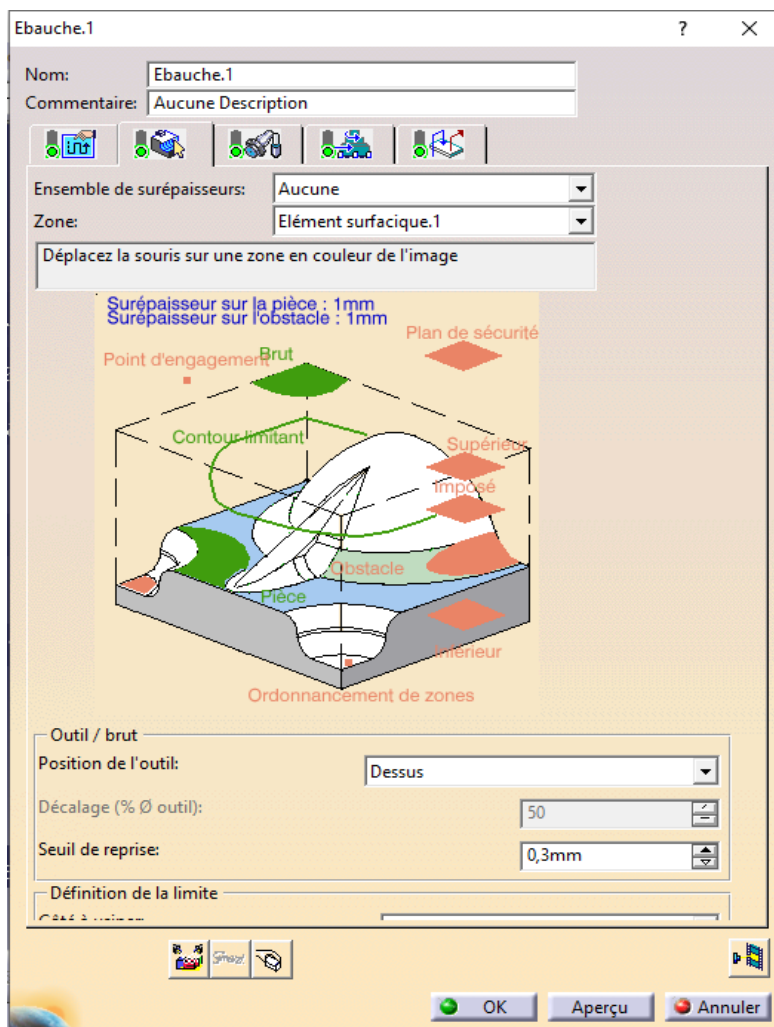 Ebauche.1
Nom: Ebauche.1
Commentaire: Aucune Description
Ensemble de surépaisseurs: Aucune
Zone: Elément surfacique.1
Déplacez la souris sur une zone en couleur de l'image
Surépaisseur sur la pièce : 1mm
Surépaisseur sur l'obstacle : 1mm
Plan de sécurité
Point d'engagement
Brut
Contour limitant
Supérieur
Imposé
Obstacle
Pièce
Inférieur
Ordonnancement de zones
Outil / brut
Position de l'outil: Dessus
Décalage (% Ø outil): 50
Seuil de reprise: 0,3mm
Définition de la limite
OK Aperçu Annuler